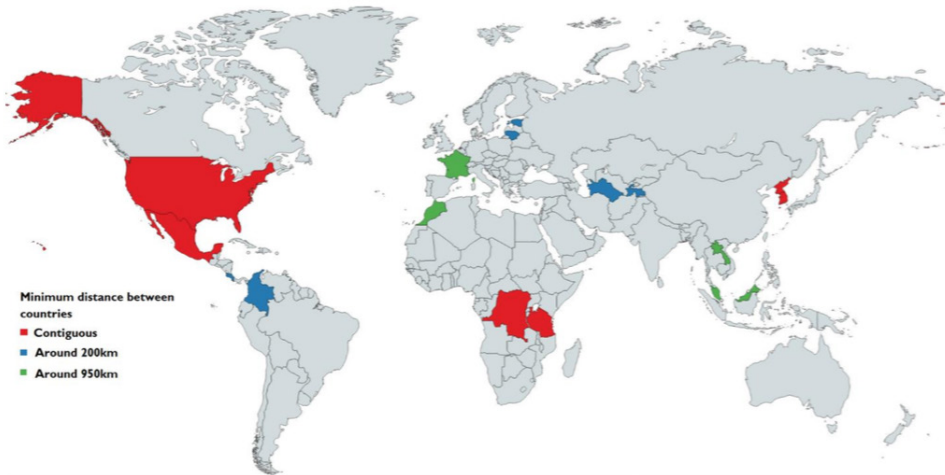 Minimum distance between
countries
Contiguous
Around 200km
Around 950km